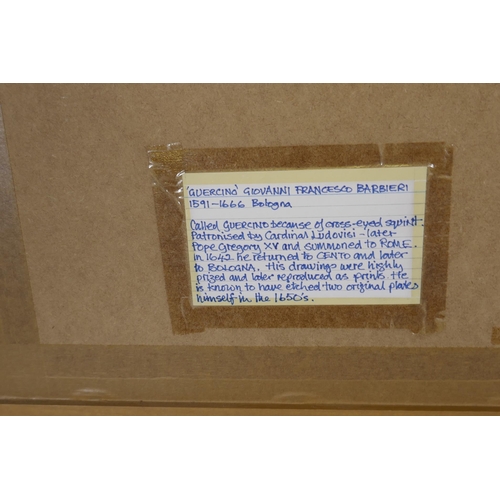 'GUERCINO' GIOVANNI FRANCESCO BARBIERI
1591-1666 Bologna
Called GUERCINO because of cross-eyed squint.
Patronised by Cardinal Ludovisi - later
Pope Gregory XV and summoned to ROME.
in 1642 he returned to CENTO and later
to BOLOGNA. His drawings were highly
prized and later reproduced as prints. He
is known to have etched two original plates
himself in the 1650's.